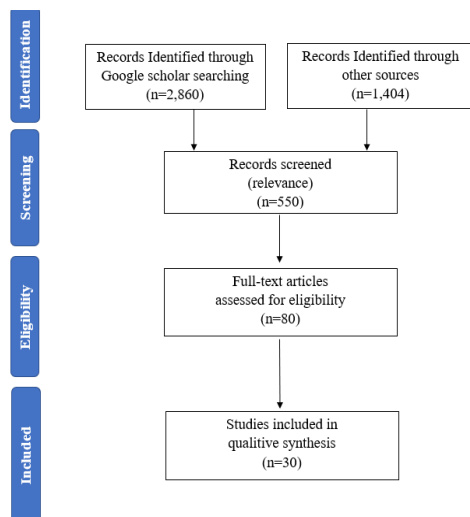 Identification
Records Identified through
Google scholar searching
(n=2,860)
Records Identified through
other sources
(n=1,404)
Screening
Records screened
(relevance)
(n=550)
Eligibility
Full-text articles
assessed for eligibility
(n=80)
Included
Studies included in
qualitive synthesis
(n=30)